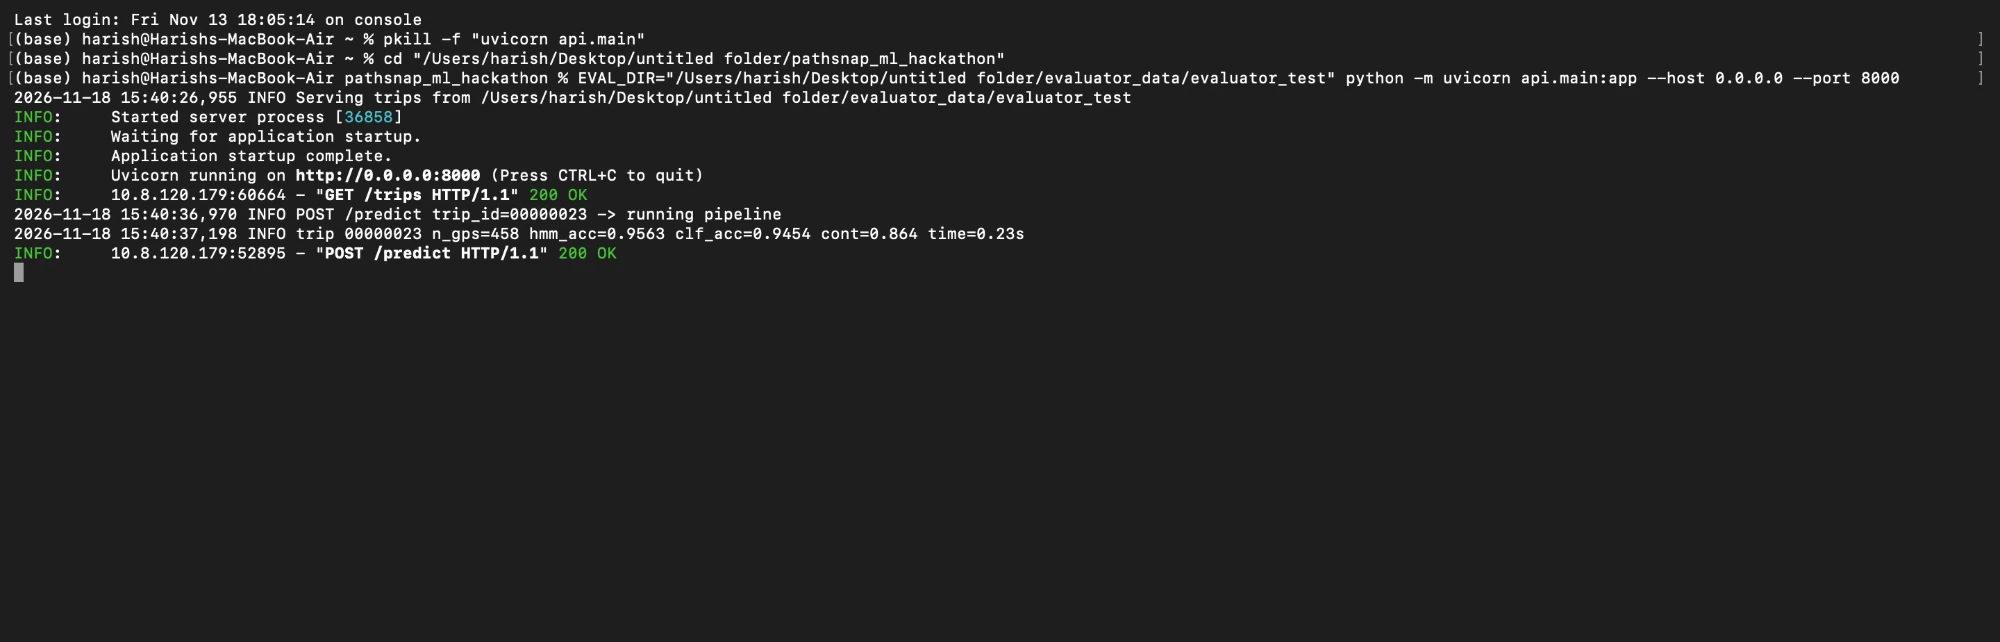 Last login: Fri Nov 13 18:05:14 on console
[(base) harish@Harishs-MacBook-Air ~ % pkill -f "uvicorn api.main" ]
[(base) harish@Harishs-MacBook-Air ~ % cd "/Users/harish/Desktop/untitled folder/pathsnap_ml_hackathon" ]
[(base) harish@Harishs-MacBook-Air pathsnap_ml_hackathon % EVAL_DIR="/Users/harish/Desktop/untitled folder/evaluator_data/evaluator_test" python -m uvicorn api.main:app --host 0.0.0.0 --port 8000 ]
2026-11-18 15:40:26,955 INFO Serving trips from /Users/harish/Desktop/untitled folder/evaluator_data/evaluator_test
INFO:     Started server process [36858]
INFO:     Waiting for application startup.
INFO:     Application startup complete.
INFO:     Uvicorn running on http://0.0.0.0:8000 (Press CTRL+C to quit)
INFO:     10.8.120.179:60664 - "GET /trips HTTP/1.1" 200 OK
2026-11-18 15:40:36,970 INFO POST /predict trip_id=00000023 -> running pipeline
2026-11-18 15:40:37,198 INFO trip 00000023 n_gps=458 hmm_acc=0.9563 clf_acc=0.9454 cont=0.864 time=0.23s
INFO:     10.8.120.179:52895 - "POST /predict HTTP/1.1" 200 OK